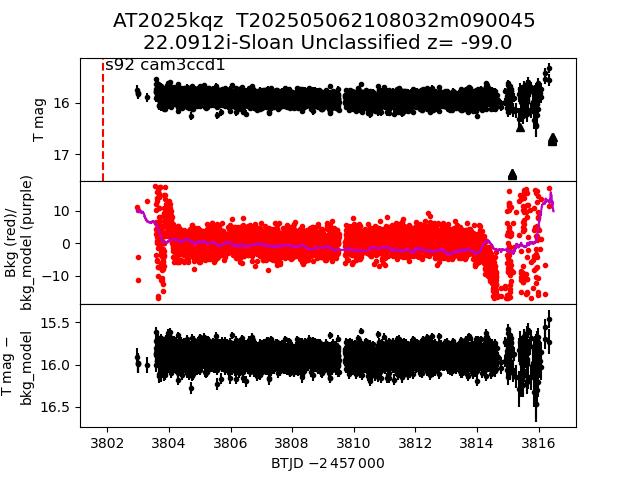 AT2025kqz  T202505062108032m090045
22.0912i-Sloan Unclassified z= -99.0
s92 cam3ccd1
T mag
16
17
Bkg (red)/
bkg_model (purple)
10
0
−10
T mag −
bkg_model
15.5
16.0
16.5
3802 3804 3806 3808 3810 3812 3814 3816
BTJD −2 457 000